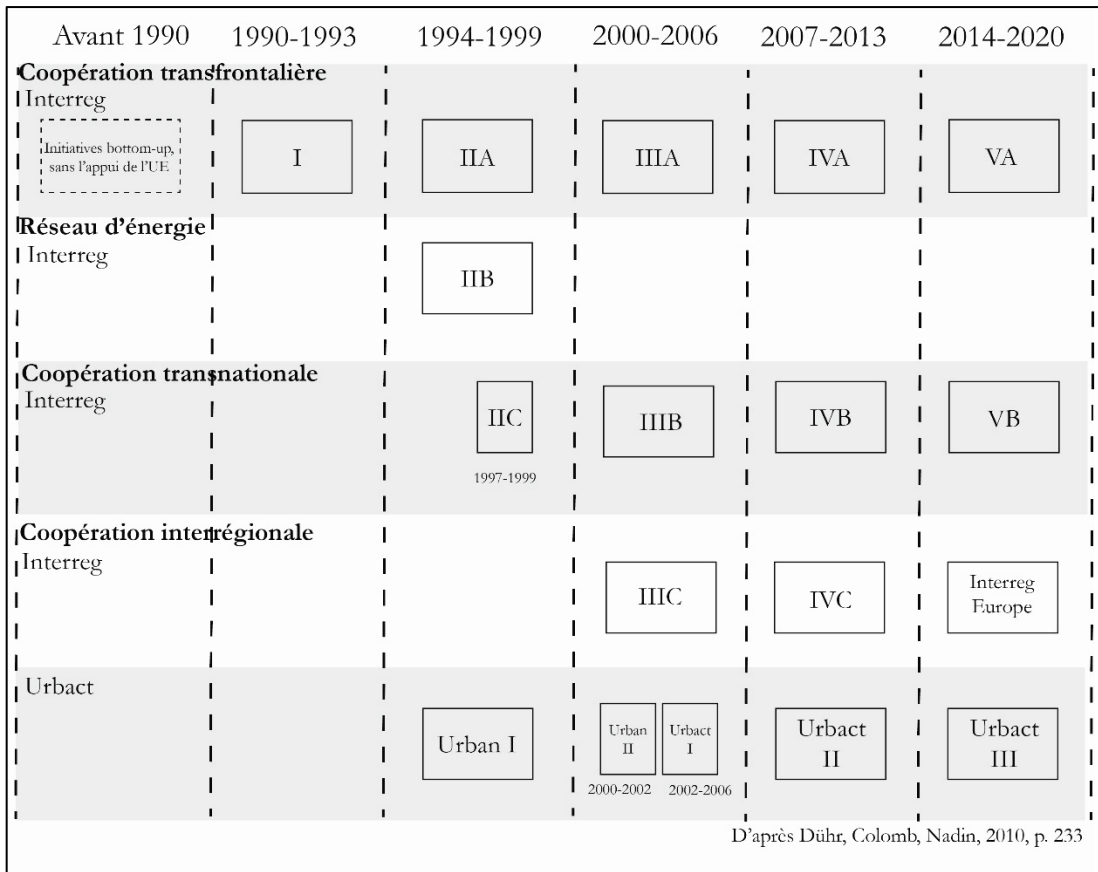 Avant 1990
1990-1993
1994-1999
2000-2006
2007-2013
2014-2020
Coopération transfrontalière
Interreg
Initiatives bottom-up,
sans l'appui de l'UE
I
IIA
IIIA
IVA
VA
Réseau d'énergie
Interreg
IIB
Coopération transnationale
Interreg
IIC
1997-1999
IIIB
IVB
VB
Coopération interrégionale
Interreg
IIIC
IVC
Interreg
Europe
Urbact
Urban I
Urban
II
2000-2002
Urbact
I
2002-2006
Urbact
II
Urbact
III
D'après Dühr, Colomb, Nadin, 2010, p. 233